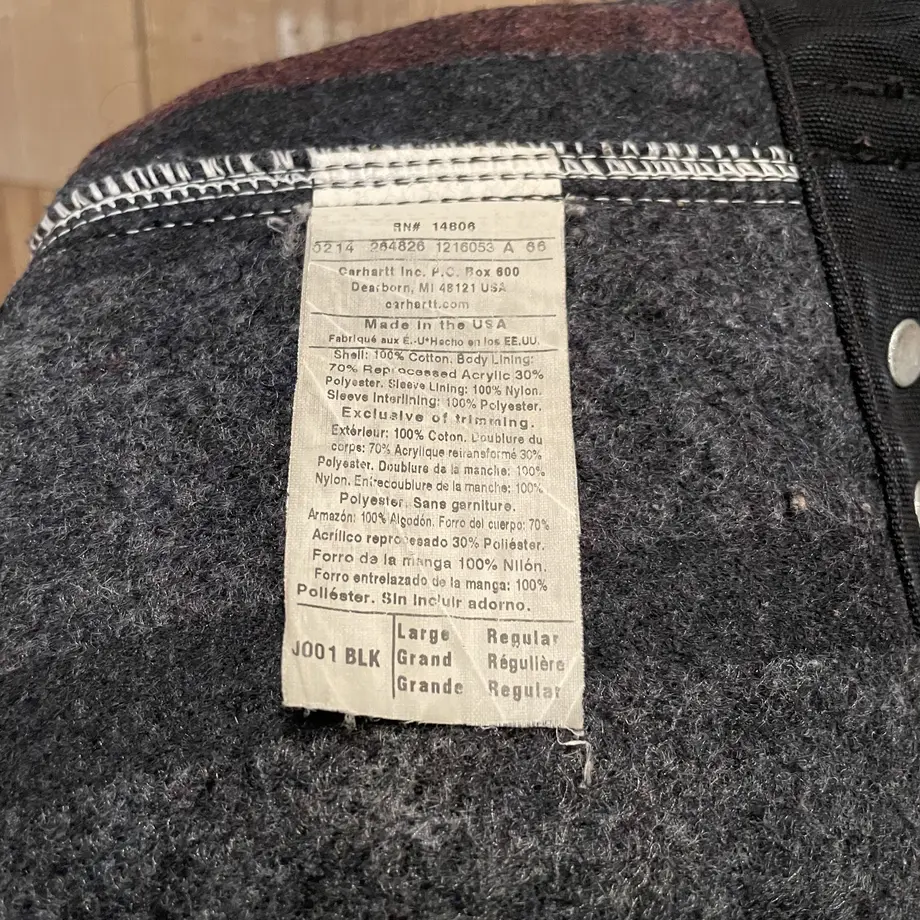 RN# 14806
0214 264826 1216053 A 66
Carhartt Inc. P.O. Box 600
Dearborn, MI 48121 USA
carhartt.com
Made in the USA
Fabriqué aux É.-U*Hecho en los EE.UU.
Shell: 100% Cotton. Body Lining:
70% Reprocessed Acrylic 30%
Polyester. Sleeve Lining: 100% Nylon.
Sleeve Interlining: 100% Polyester.
Exclusive of trimming.
Extérieur: 100% Coton. Doublure du
corps: 70% Acrylique retransformé 30%
Polyester. Doublure de la manche: 100%
Nylon. Entredoublure de la manche: 100%
Polyester. Sans garniture.
Armazón: 100% Algodón. Forro del cuerpo: 70%
Acrílico reprocesado 30% Poliéster.
Forro de la manga 100% Nilón.
Forro entrelazado de la manga: 100%
Poliéster. Sin incluir adorno.
J001 BLK
Large Regular
Grand Régulière
Grande Regular